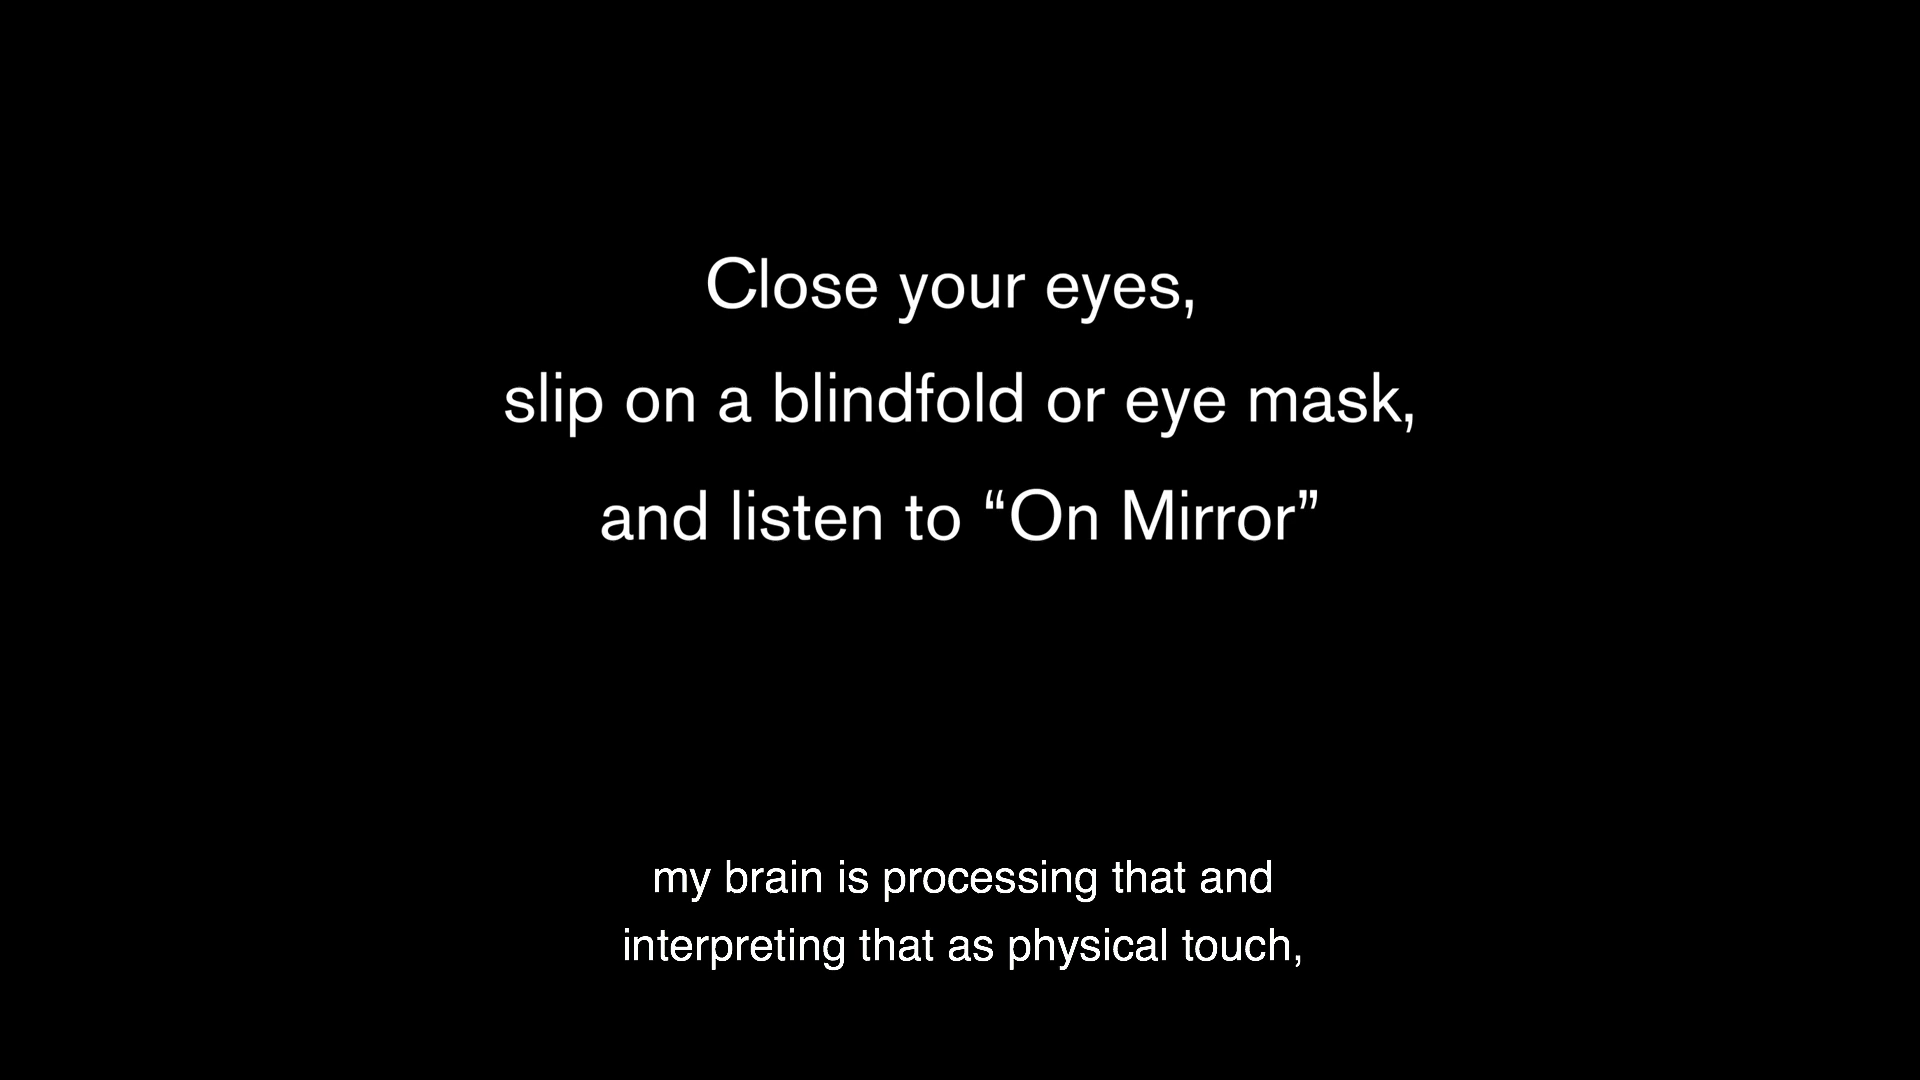 Close your eyes,
slip on a blindfold or eye mask,
and listen to “On Mirror”
my brain is processing that and
interpreting that as physical touch,